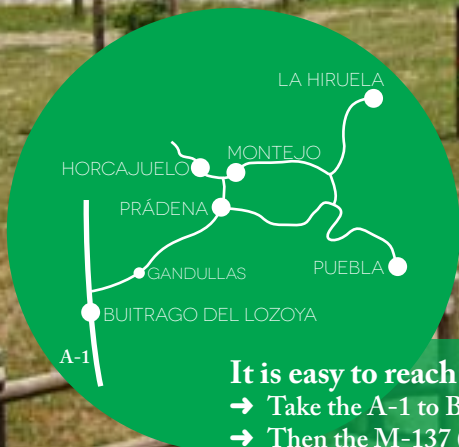 LA HIRUELA
MONTEJO
HORCAJUELO
PRÁDENA
GANDULLAS
PUEBLA
BUITRAGO DEL LOZOYA
A-1
It is easy to reach
➜ Take the A-1 to B
➜ Then the M-137